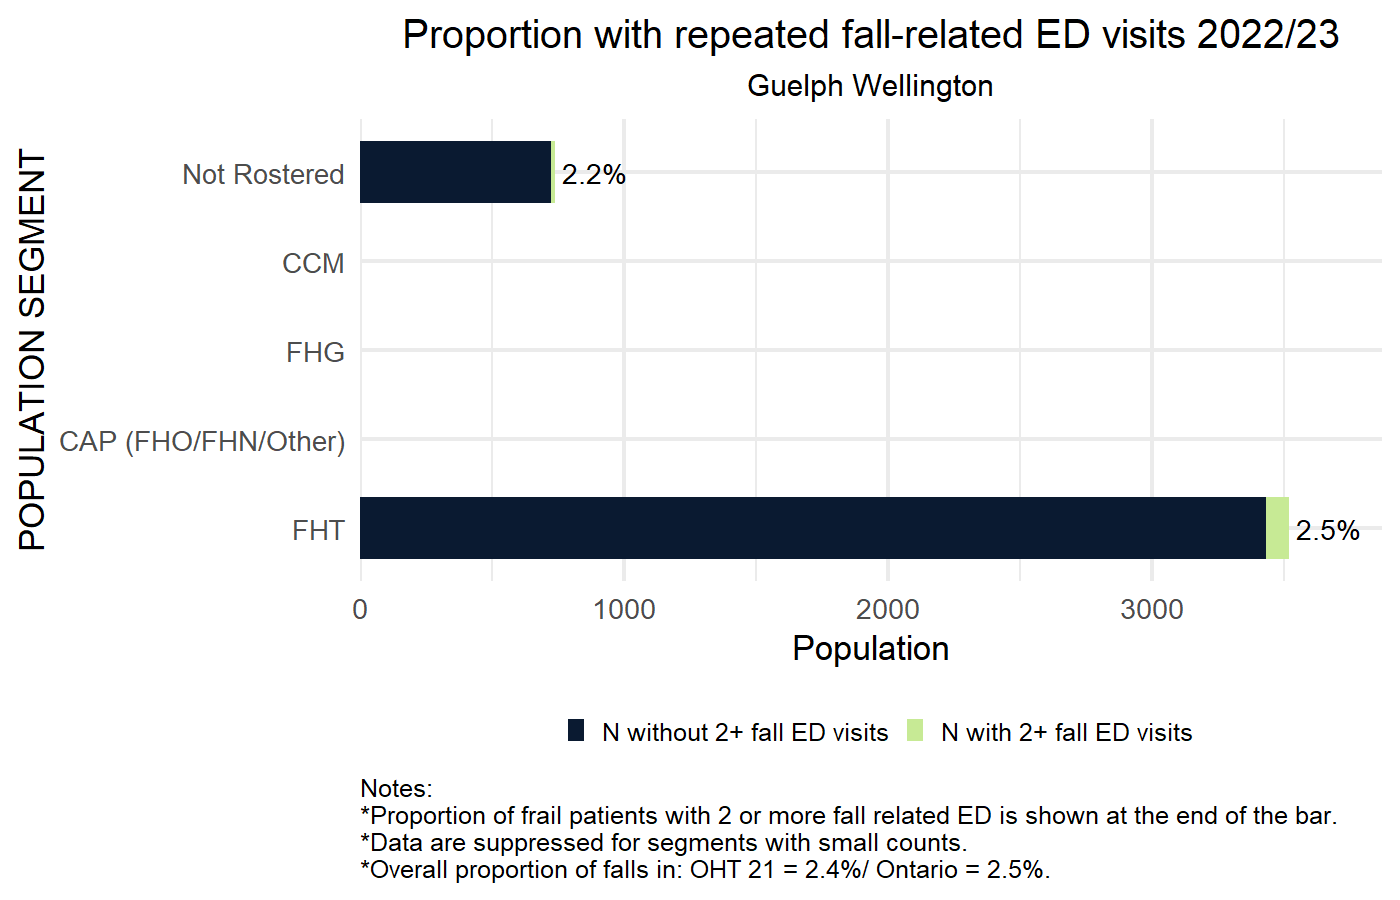 Proportion with repeated fall-related ED visits 2022/23
Guelph Wellington
POPULATION SEGMENT
Not Rostered
2.2%
CCM
FHG
CAP (FHO/FHN/Other)
FHT
2.5%
0 1000 2000 3000
Population
N without 2+ fall ED visits N with 2+ fall ED visits
Notes:
*Proportion of frail patients with 2 or more fall related ED is shown at the end of the bar.
*Data are suppressed for segments with small counts.
*Overall proportion of falls in: OHT 21 = 2.4%/ Ontario = 2.5%.